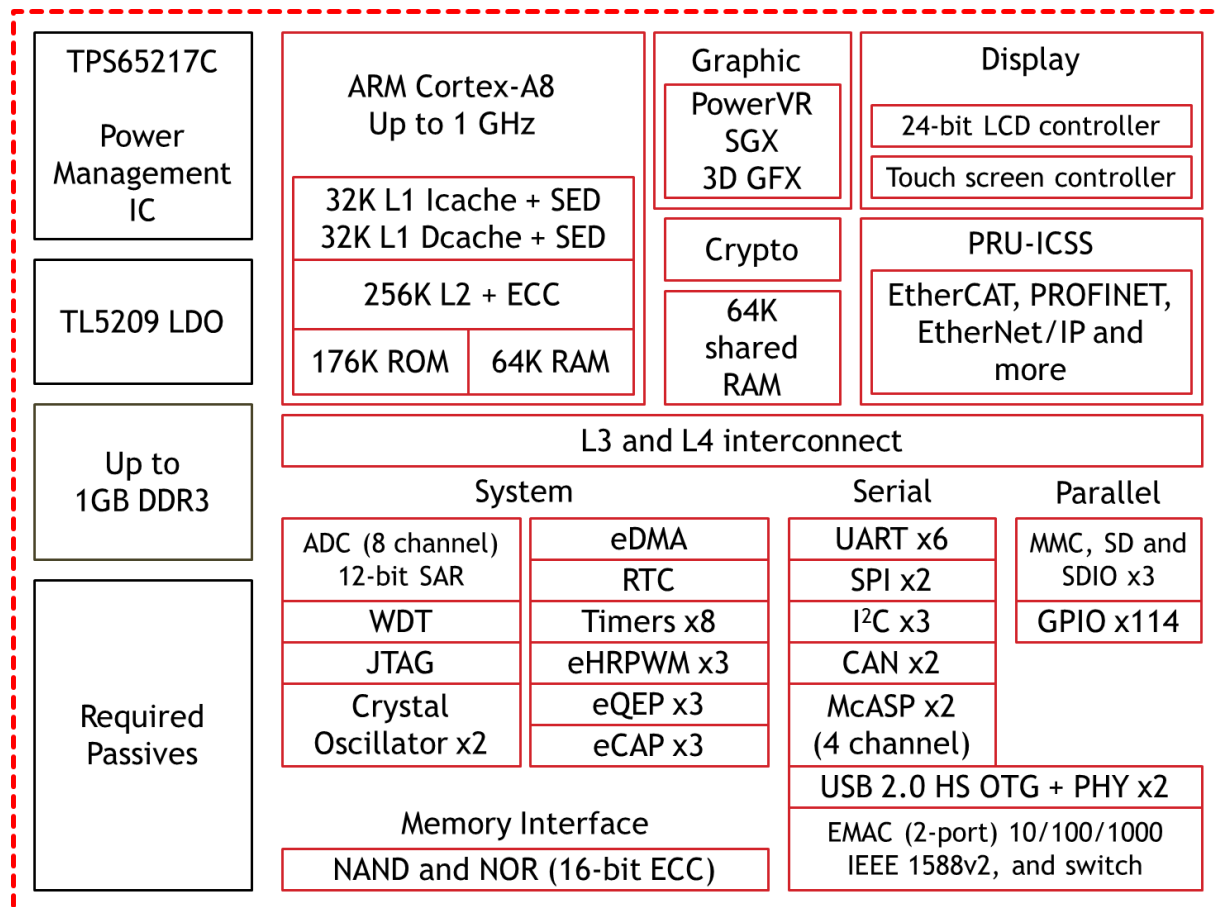 TPS65217C
Power
Management
IC
TL5209 LDO
Up to
1GB DDR3
Required
Passives
ARM Cortex-A8
Up to 1 GHz
32K L1 Icache + SED
32K L1 Dcache + SED
256K L2 + ECC
176K ROM
64K RAM
Graphic
PowerVR
SGX
3D GFX
Crypto
64K
shared
RAM
Display
24-bit LCD controller
Touch screen controller
PRU-ICSS
EtherCAT, PROFINET,
EtherNet/IP and
more
L3 and L4 interconnect
System
ADC (8 channel)
12-bit SAR
WDT
JTAG
Crystal
Oscillator x2
eDMA
RTC
Timers x8
eHRPWM x3
eQEP x3
eCAP x3
Serial
UART x6
SPI x2
I²C x3
CAN x2
McASP x2
(4 channel)
USB 2.0 HS OTG + PHY x2
EMAC (2-port) 10/100/1000
IEEE 1588v2, and switch
Parallel
MMC, SD and
SDIO x3
GPIO x114
Memory Interface
NAND and NOR (16-bit ECC)